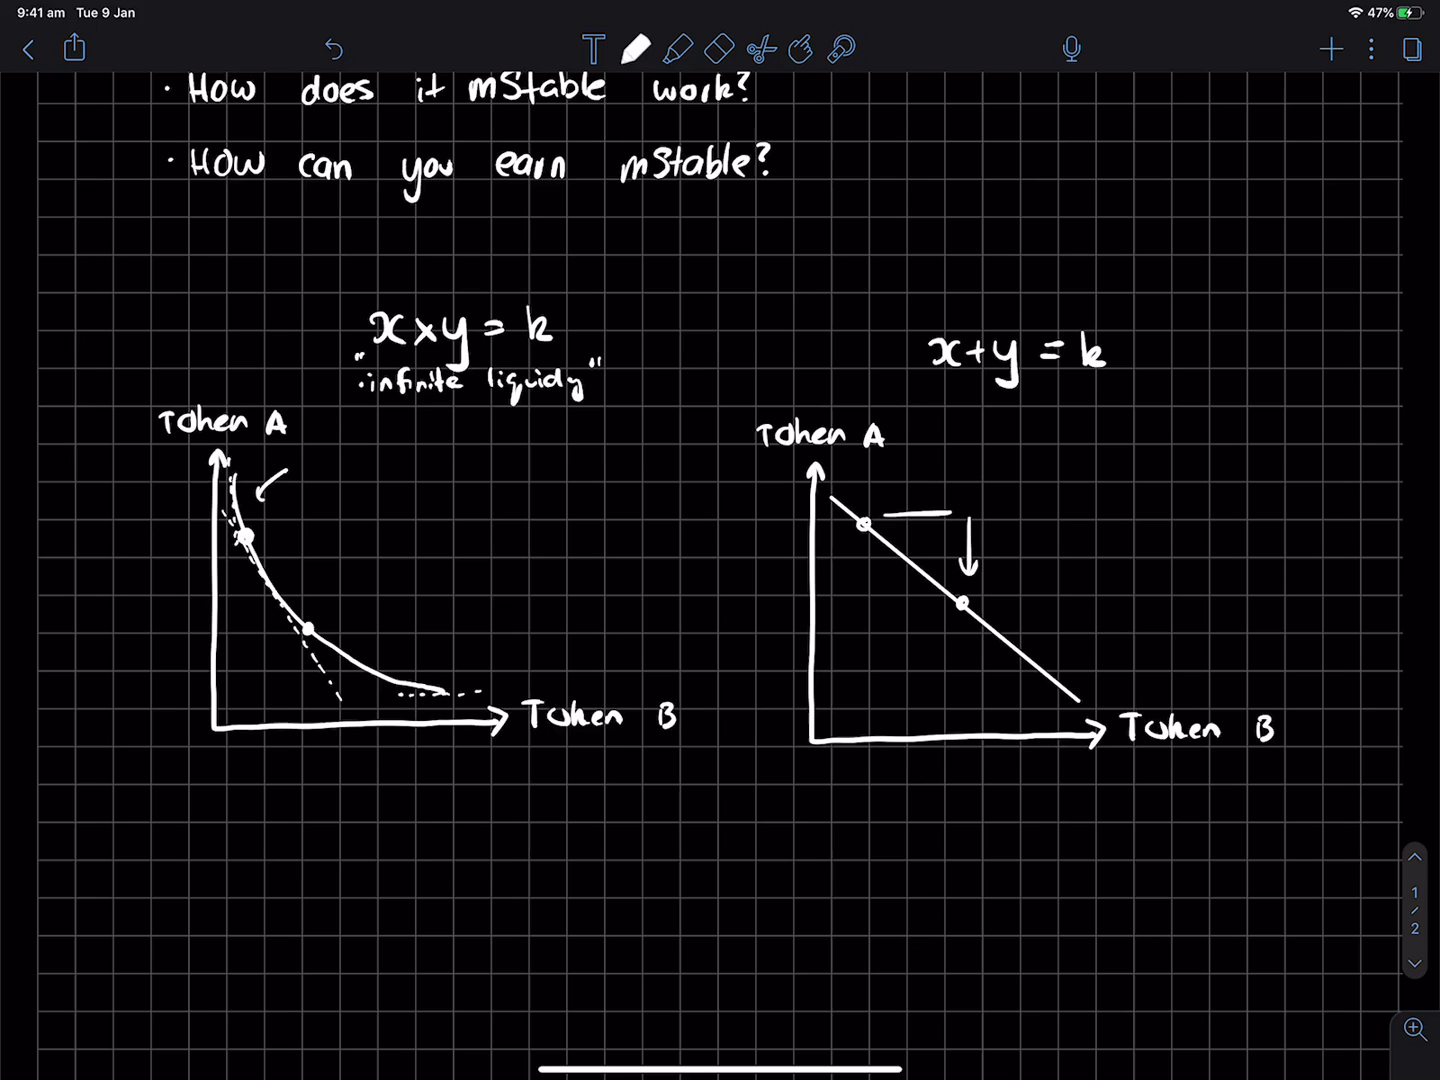 9:41 am Tue 9 Jan 47%
T
· How does it mStable work?
· How can you earn mStable?
x × y = k
"infinite liquidy"
x + y = k
Token A
Token A
Token B
Token B
1
/
2